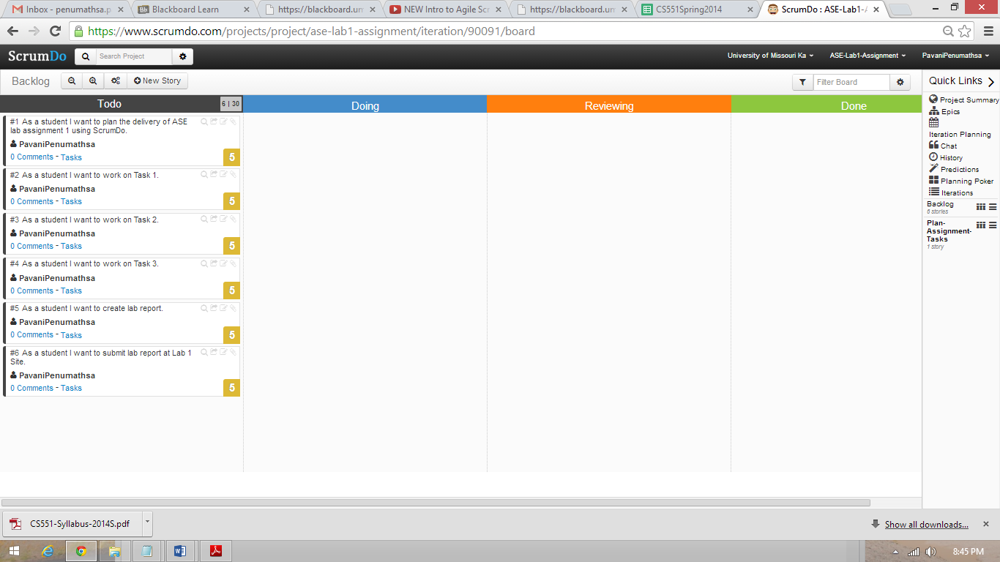 Inbox - penumathsa.p
Blackboard Learn
https://blackboard.um
NEW Intro to Agile Scr
https://blackboard.um
CS551Spring2014
ScrumDo : ASE-Lab1-A
https://www.scrumdo.com/projects/project/ase-lab1-assignment/iteration/90091/board
ScrumDo
Search Project
University of Missouri Ka
ASE-Lab1-Assignment
PavaniPenumathsa
Backlog
New Story
Filter Board
Quick Links
Todo
6 | 30
Doing
Reviewing
Done
#1 As a student I want to plan the delivery of ASE
lab assignment 1 using ScrumDo.
PavaniPenumathsa
0 Comments - Tasks
5
#2 As a student I want to work on Task 1.
PavaniPenumathsa
0 Comments - Tasks
5
#3 As a student I want to work on Task 2.
PavaniPenumathsa
0 Comments - Tasks
5
#4 As a student I want to work on Task 3.
PavaniPenumathsa
0 Comments - Tasks
5
#5 As a student I want to create lab report.
PavaniPenumathsa
0 Comments - Tasks
5
#6 As a student I want to submit lab report at Lab 1
Site.
PavaniPenumathsa
0 Comments - Tasks
5
Project Summary
Epics
Iteration Planning
Chat
History
Predictions
Planning Poker
Iterations
Backlog
6 stories
Plan-
Assignment-
Tasks
1 story
CS551-Syllabus-2014S.pdf
Show all downloads...
8:45 PM